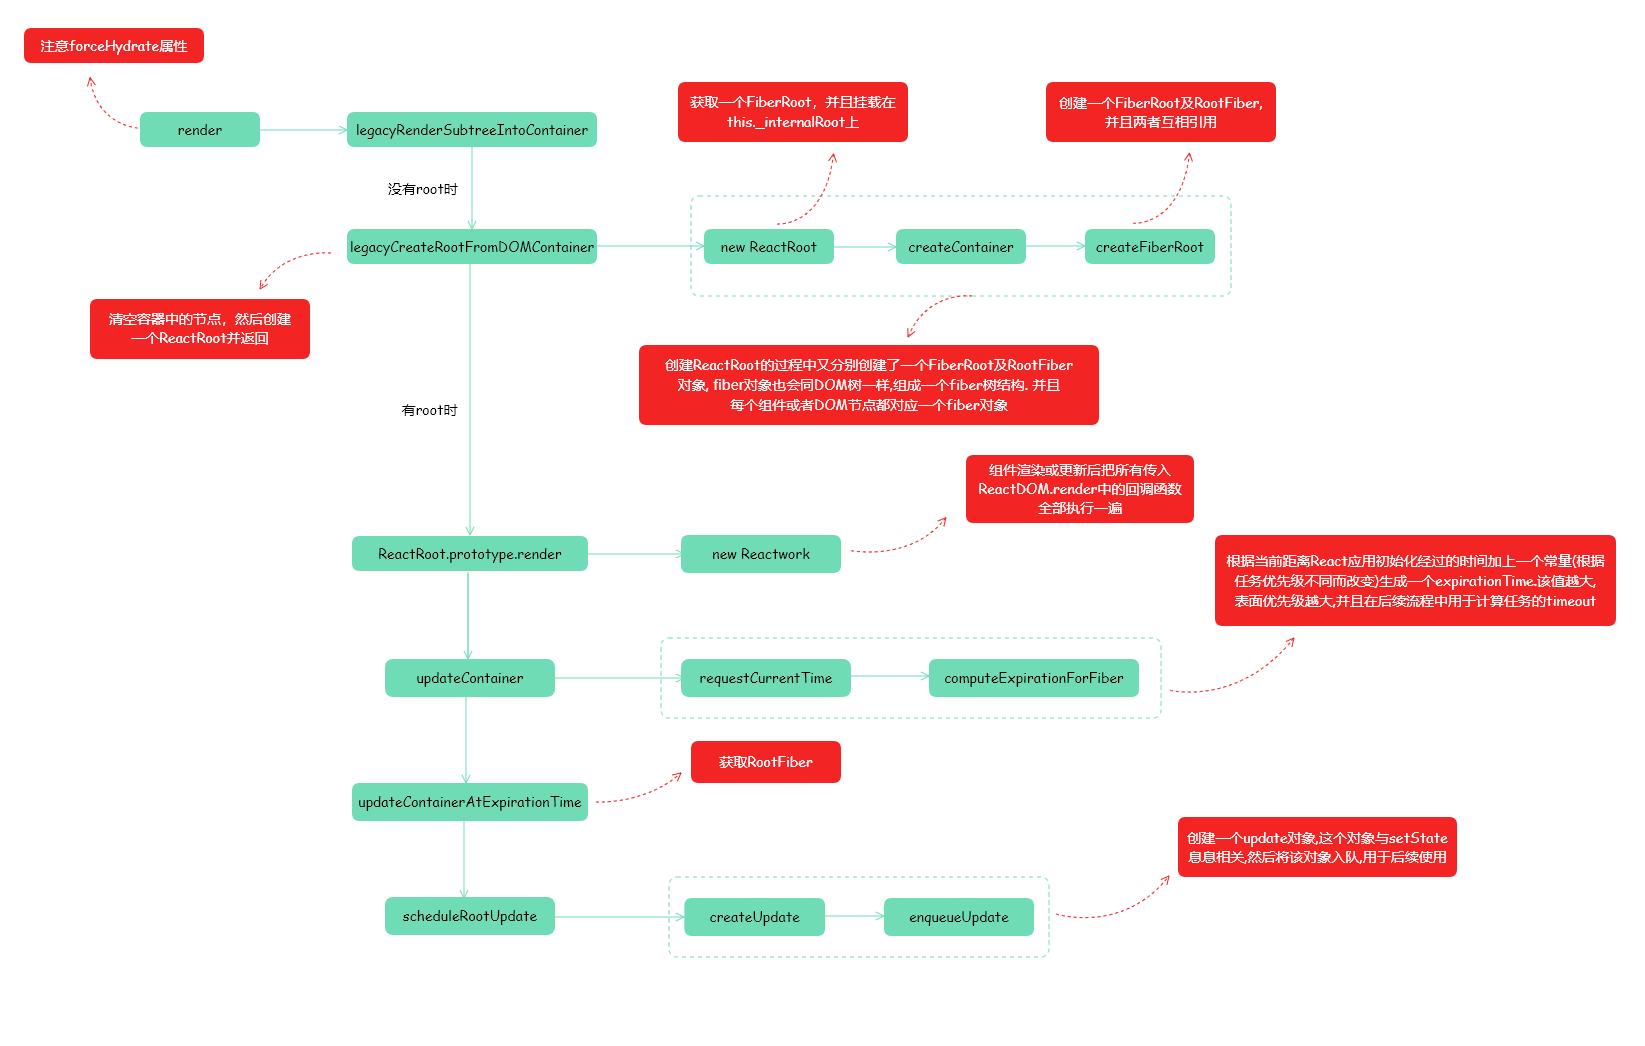 注意forceHydrate属性
render
legacyRenderSubtreeIntoContainer
获取一个FiberRoot，并且挂载在
this._internalRoot上
创建一个FiberRoot及RootFiber,
并且两者互相引用
没有root时
legacyCreateRootFromDOMContainer
new ReactRoot
createContainer
createFiberRoot
清空容器中的节点，然后创建
一个ReactRoot并返回
创建ReactRoot的过程中又分别创建了一个FiberRoot及RootFiber
对象, fiber对象也会同DOM树一样,组成一个fiber树结构. 并且
每个组件或者DOM节点都对应一个fiber对象
有root时
组件渲染或更新后把所有传入
ReactDOM.render中的回调函数
全部执行一遍
ReactRoot.prototype.render
new Reactwork
根据当前距离React应用初始化经过的时间加上一个常量(根据
任务优先级不同而改变)生成一个expirationTime.该值越大,
表面优先级越大,并且在后续流程中用于计算任务的timeout
updateContainer
requestCurrentTime
computeExpirationForFiber
获取RootFiber
updateContainerAtExpirationTime
创建一个update对象,这个对象与setState
息息相关,然后将该对象入队,用于后续使用
scheduleRootUpdate
createUpdate
enqueueUpdate